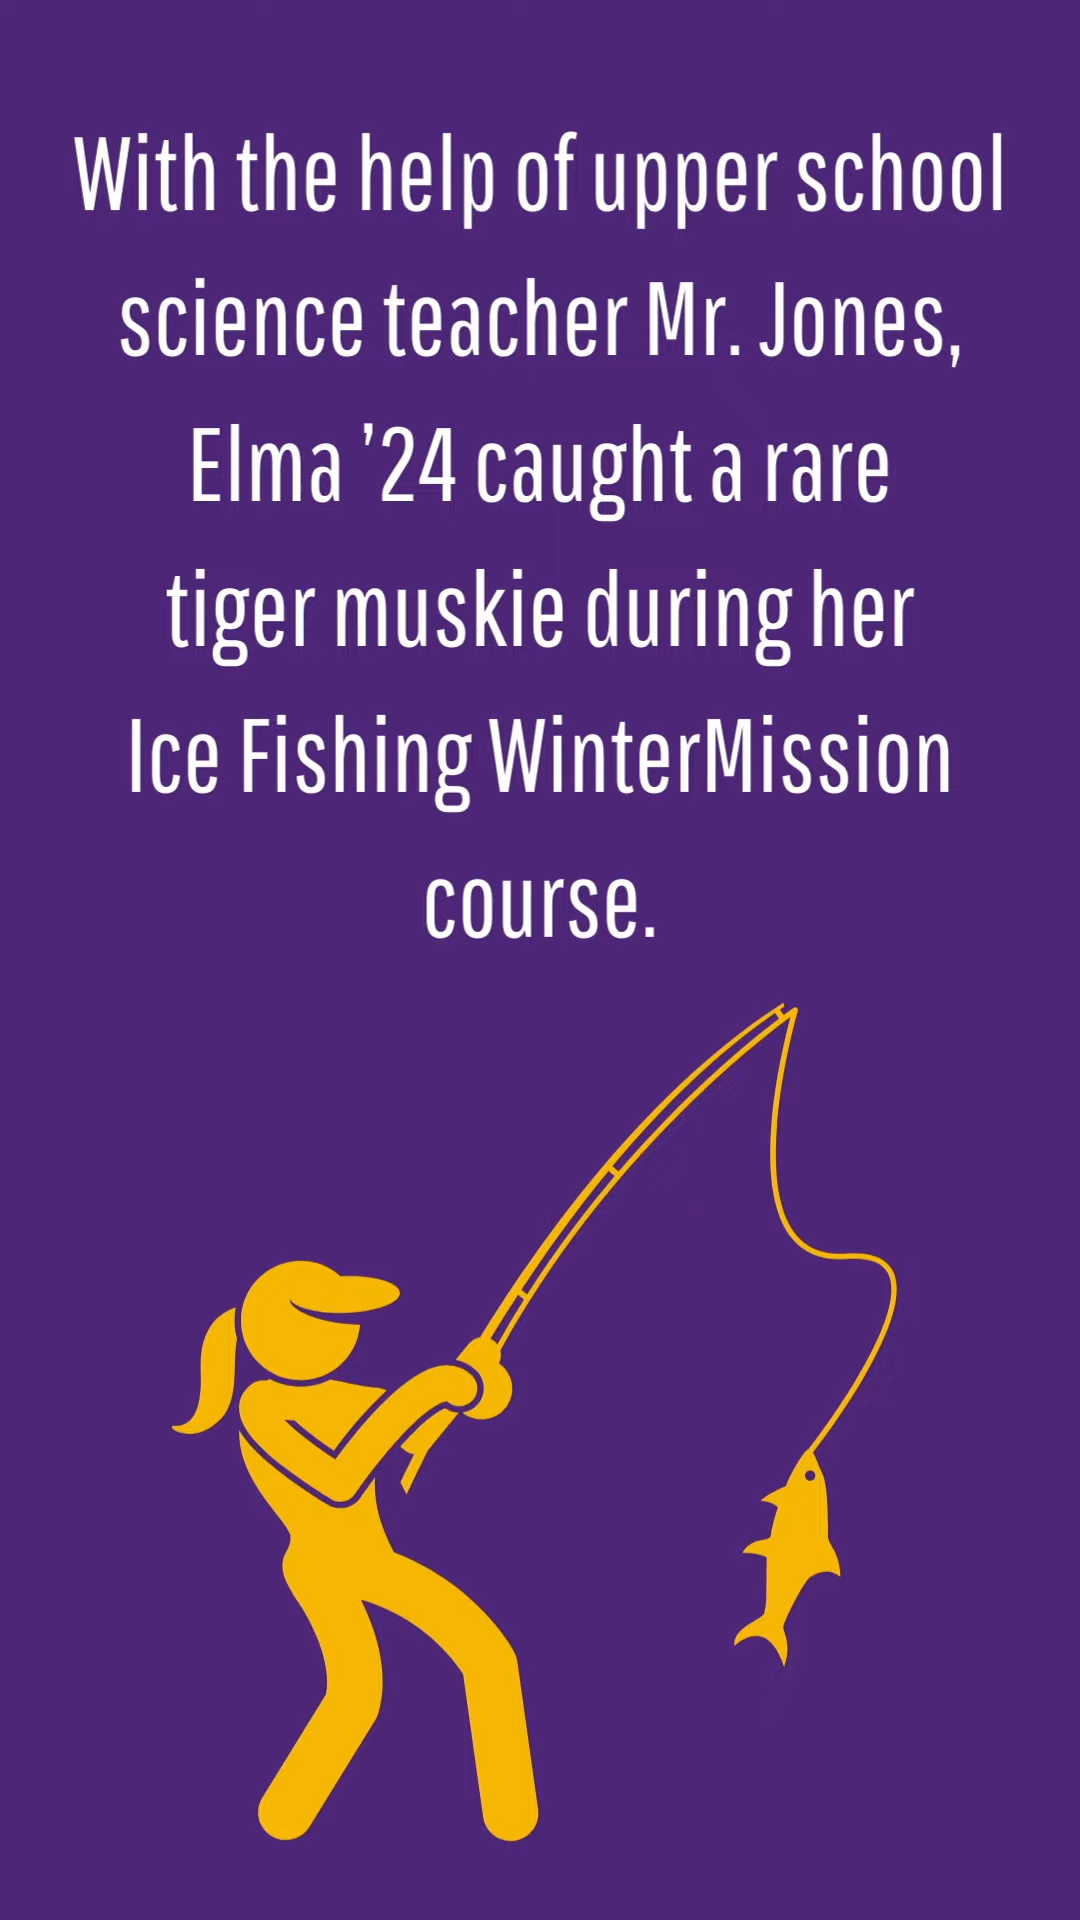 With the help of upper school
science teacher Mr. Jones,
Elma ’24 caught a rare
tiger muskie during her
Ice Fishing WinterMission
course.